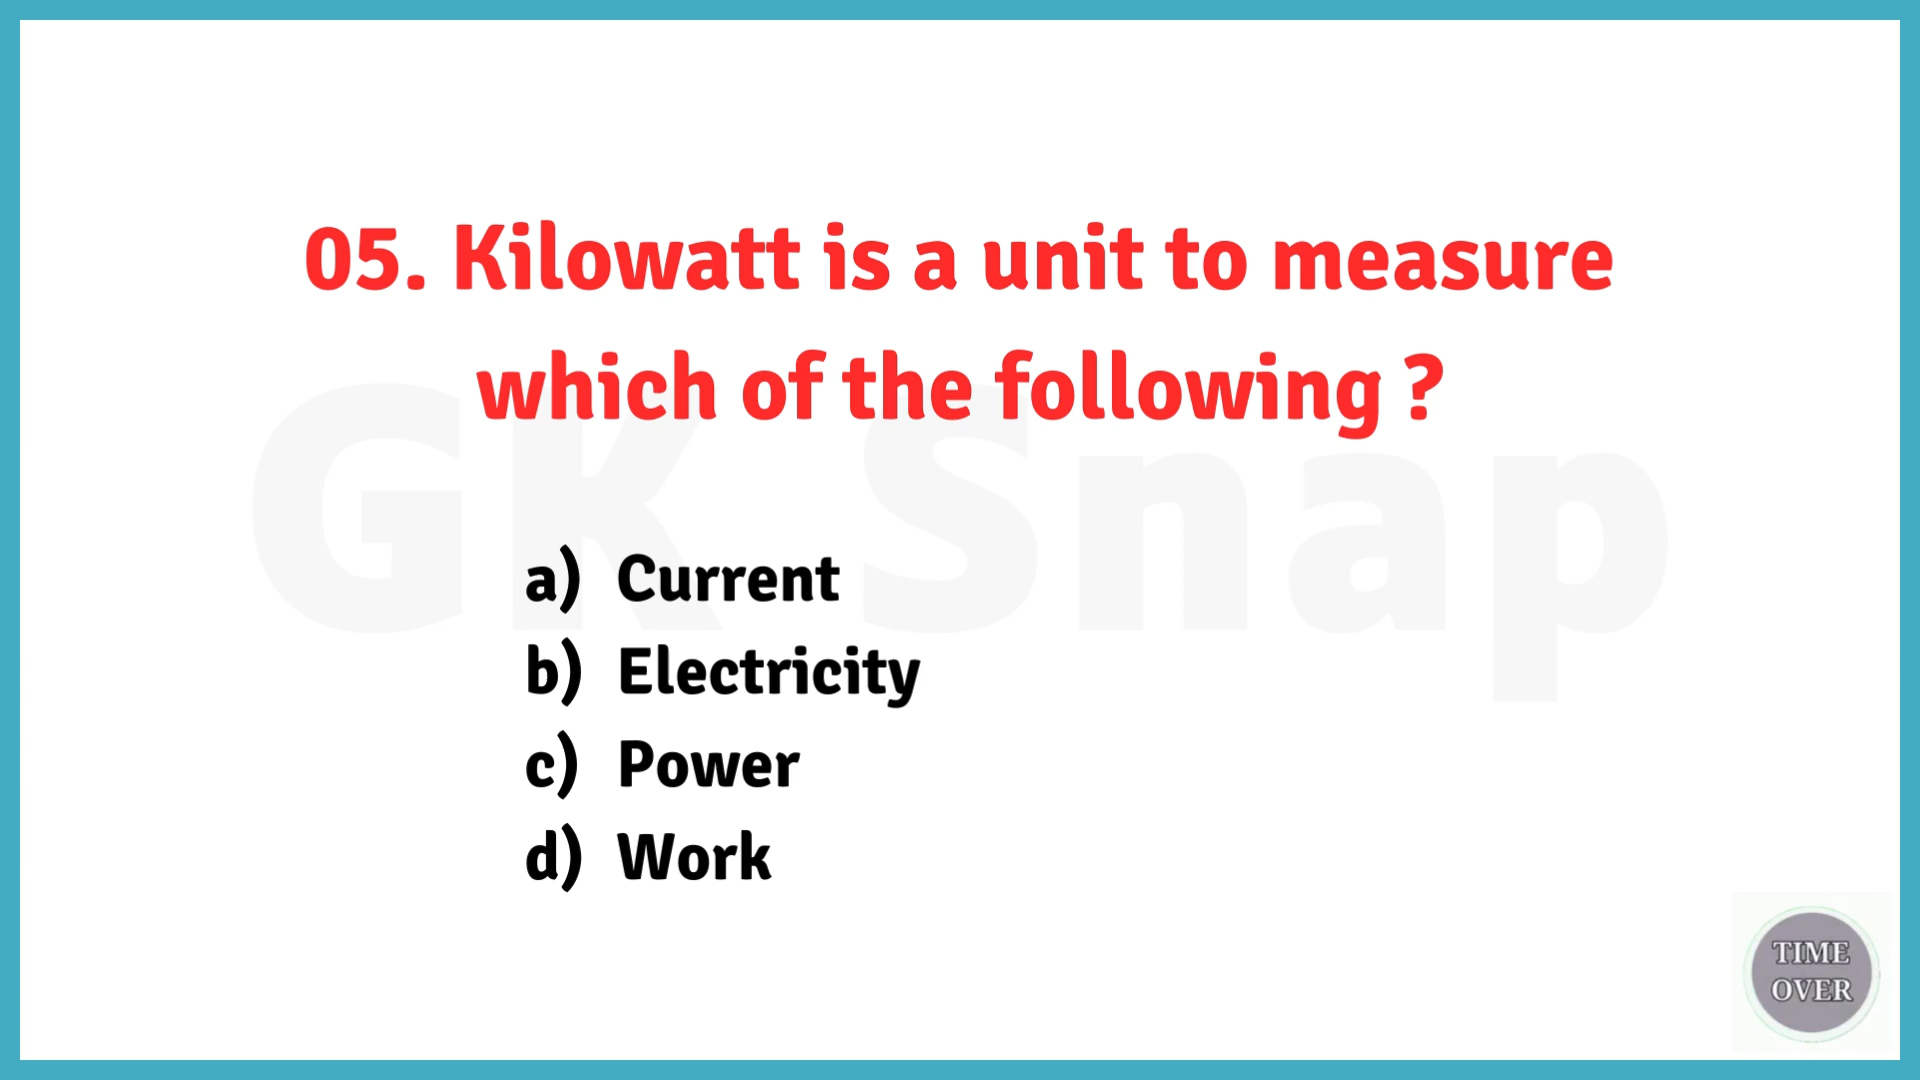 05. Kilowatt is a unit to measure
which of the following ?
GK Snap
a) Current
b) Electricity
c) Power
d) Work
TIME
OVER